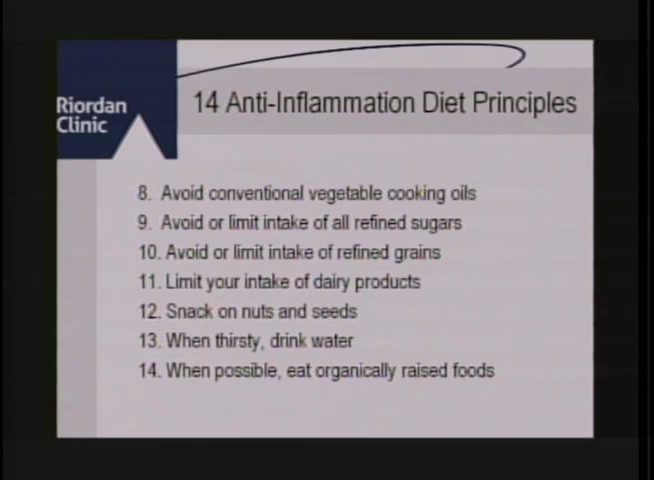 Riordan
Clinic
14 Anti-Inflammation Diet Principles
8. Avoid conventional vegetable cooking oils
9. Avoid or limit intake of all refined sugars
10. Avoid or limit intake of refined grains
11. Limit your intake of dairy products
12. Snack on nuts and seeds
13. When thirsty, drink water
14. When possible, eat organically raised foods